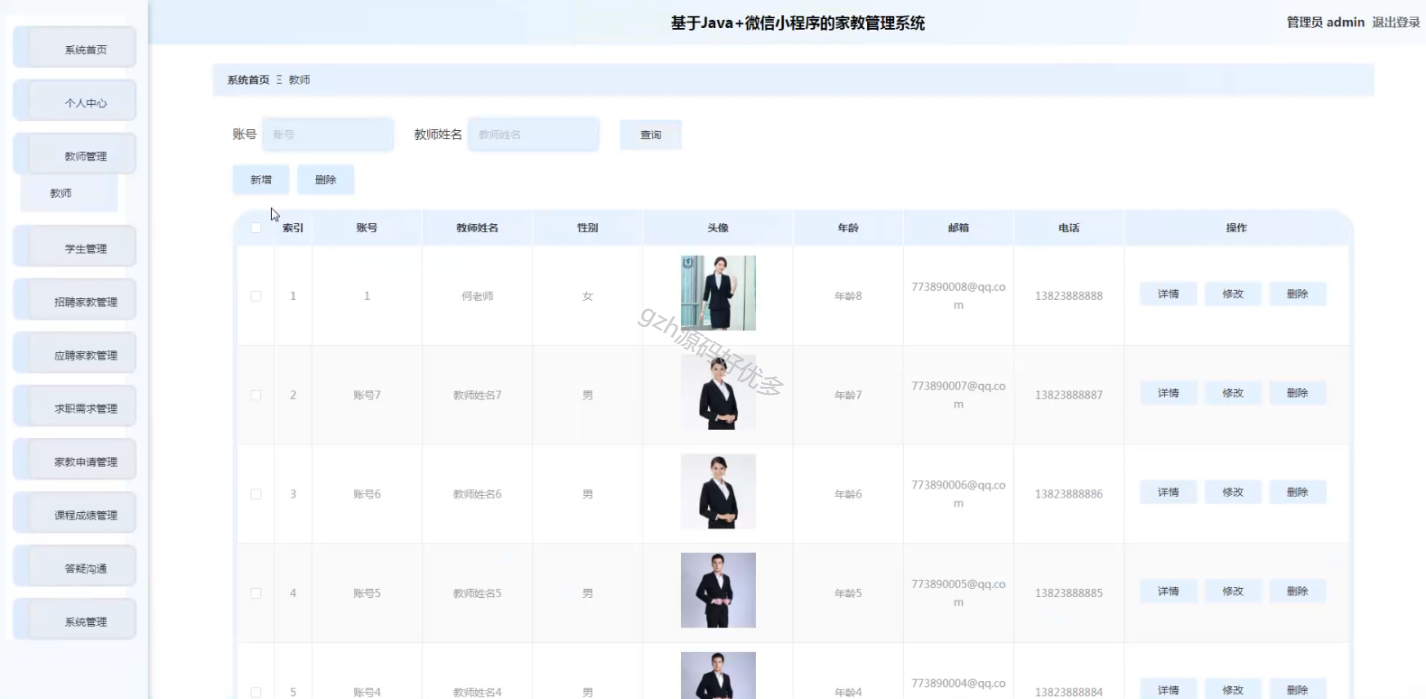 基于Java+微信小程序的家教管理系统
管理员 admin 退出登录
系统首页
个人中心
教师管理
教师
学生管理
招聘家教管理
应聘家教管理
求职需求管理
家教申请管理
课程成绩管理
答疑沟通
系统管理
系统首页 Ξ 教师
账号 账号 教师姓名 教师姓名 查询
新增 删除
索引 账号 教师姓名 性别 头像 年龄 邮箱 电话 操作
1 1 何老师 女 年龄8 773890008@qq.co
m 13823888888 详情 修改 删除
2 账号7 教师姓名7 男 年龄7 773890007@qq.co
m 13823888887 详情 修改 删除
3 账号6 教师姓名6 男 年龄6 773890006@qq.co
m 13823888886 详情 修改 删除
4 账号5 教师姓名5 男 年龄5 773890005@qq.co
m 13823888885 详情 修改 删除
5 账号4 教师姓名4 男 年龄4 773890004@qq.co
13823888884 详情 修改 删除
gzh源码好优多